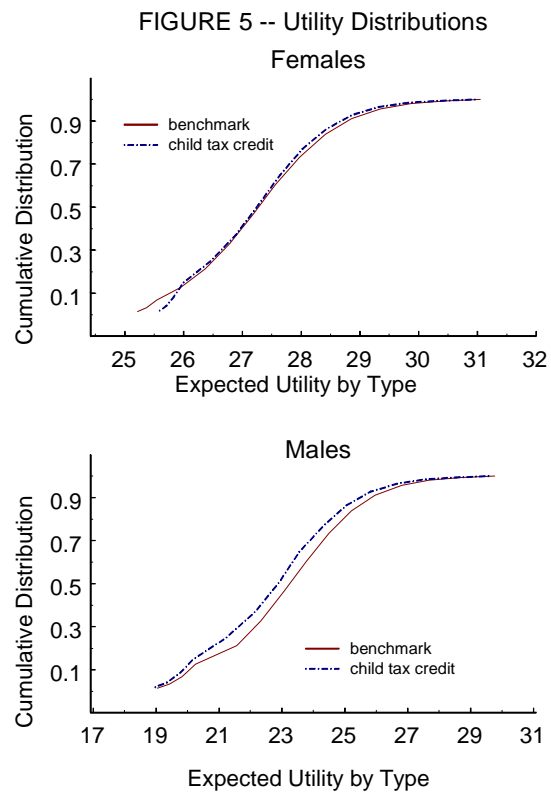 FIGURE 5 -- Utility Distributions
Females
0.9
0.7
0.5
0.3
0.1
benchmark
child tax credit
Cumulative Distribution
25 26 27 28 29 30 31 32
Expected Utility by Type
Males
0.9
0.7
0.5
0.3
0.1
benchmark
child tax credit
Cumulative Distribution
17 19 21 23 25 27 29 31
Expected Utility by Type